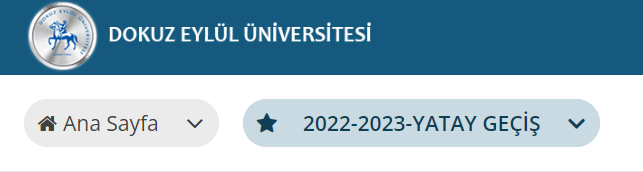 DOKUZ EYLÜL ÜNİVERSİTESİ
Ana Sayfa
2022-2023-YATAY GEÇİŞ